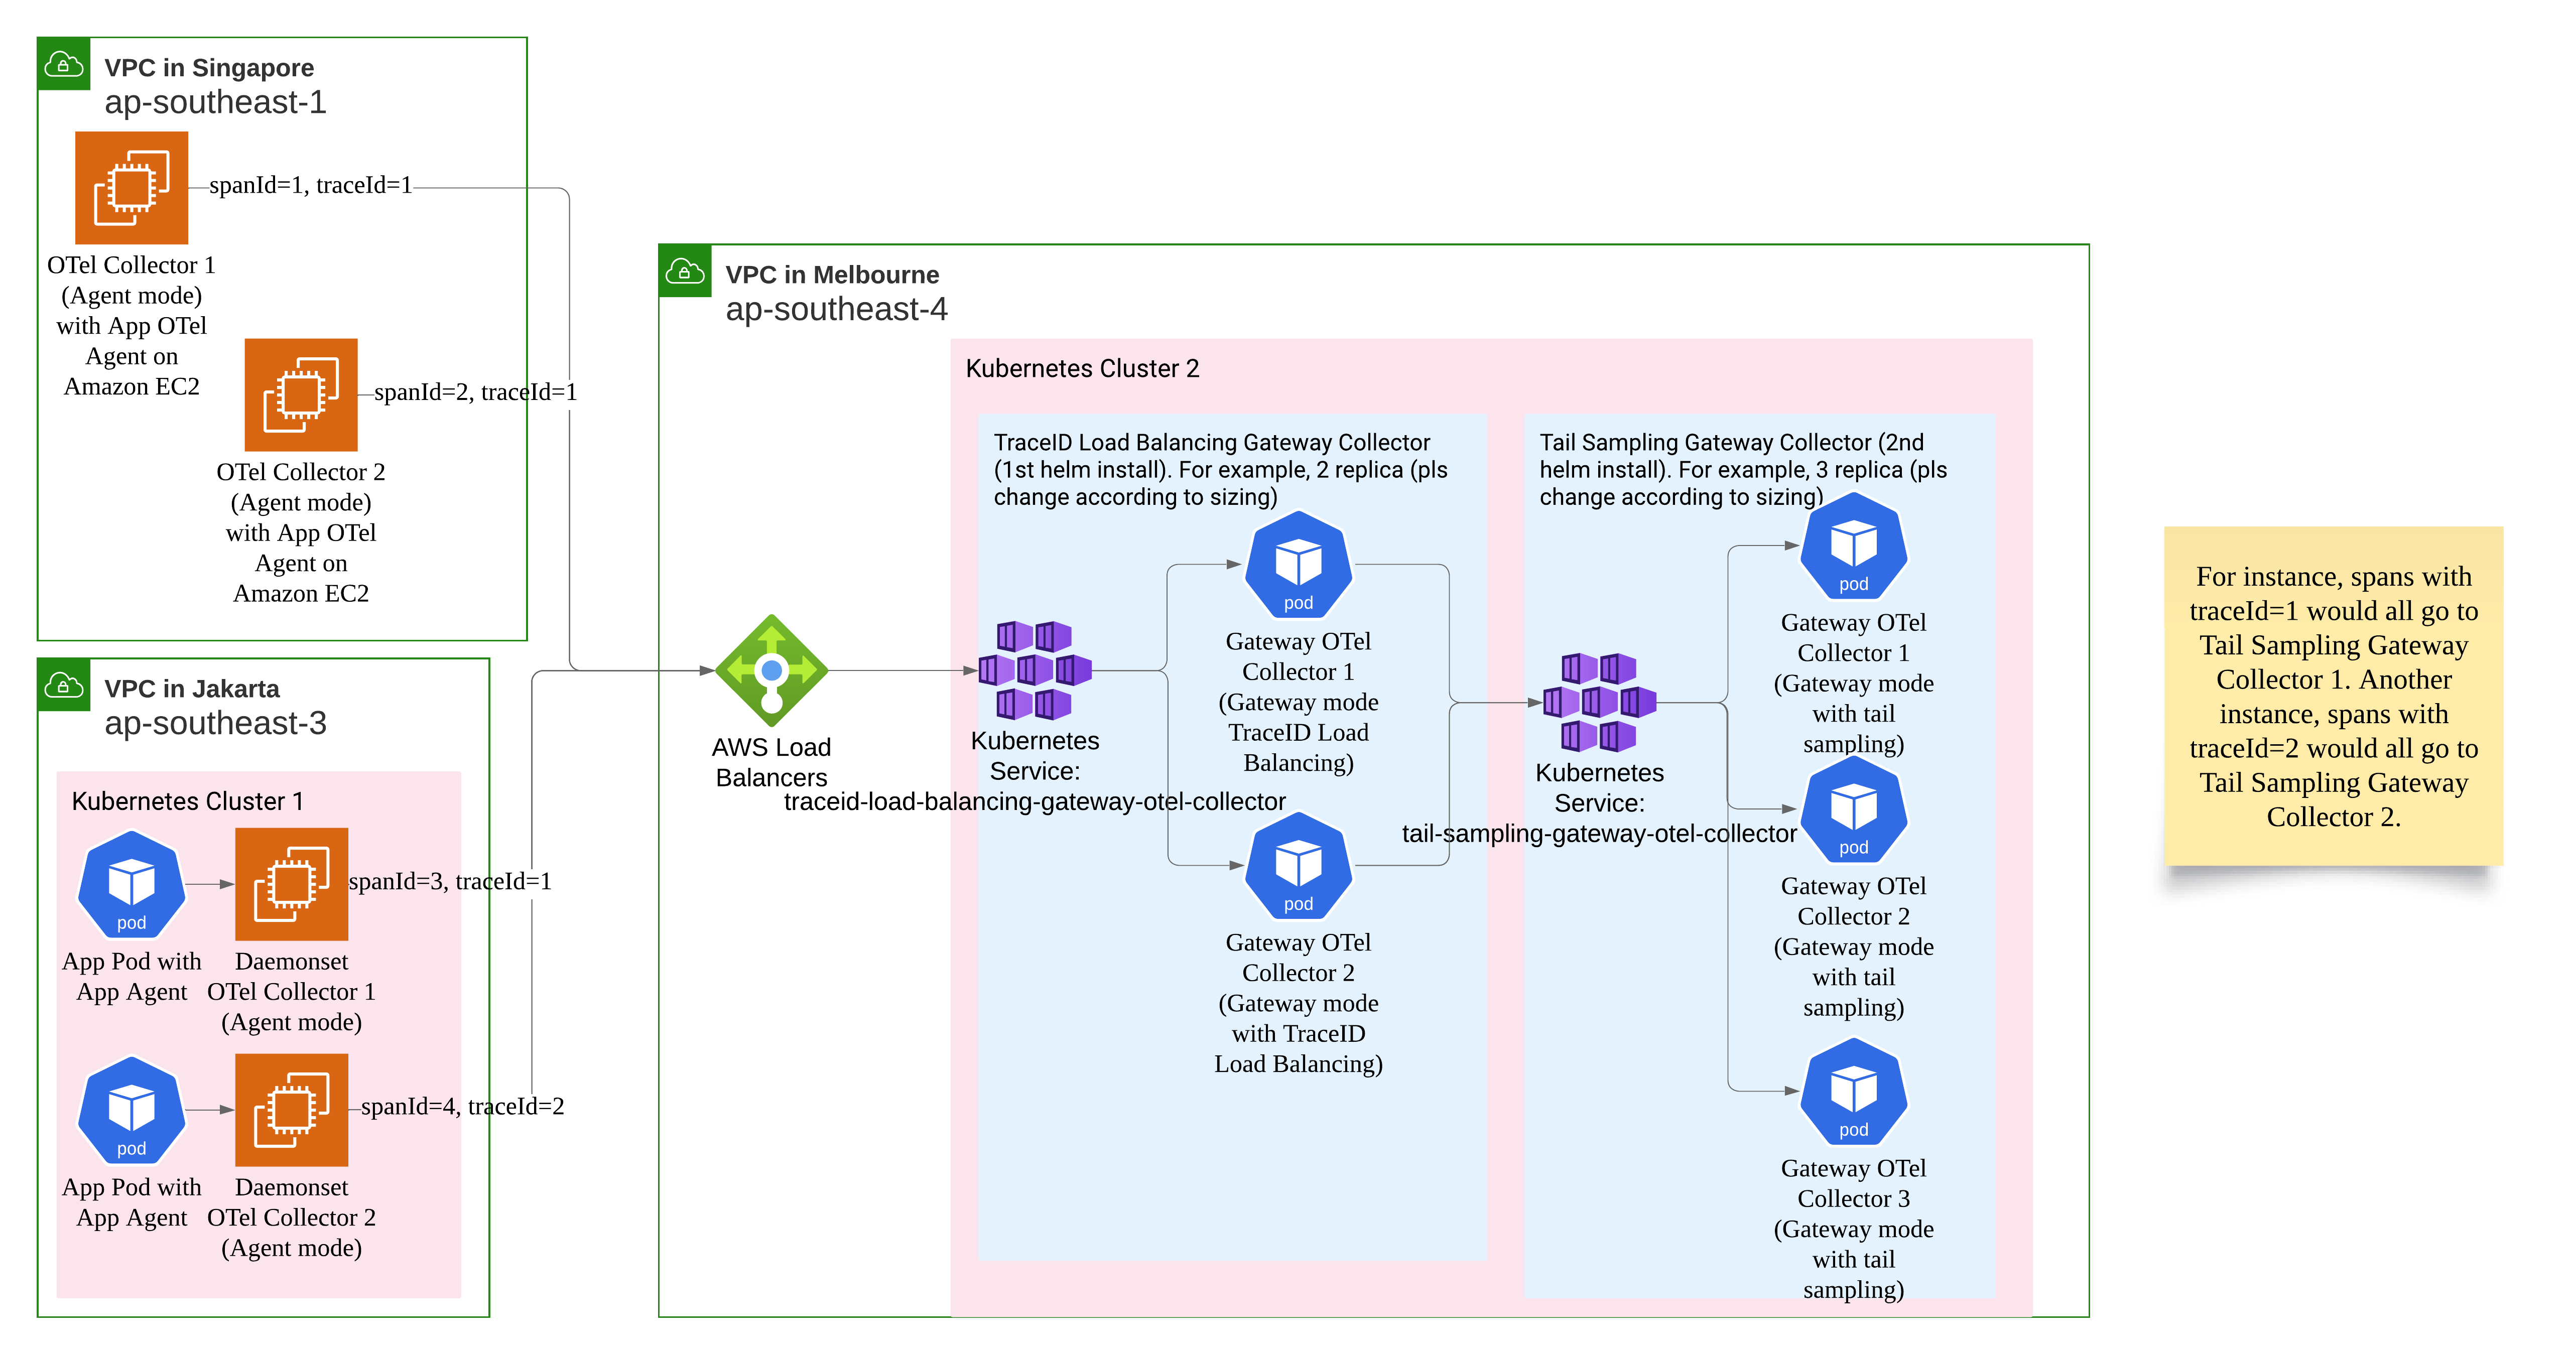 VPC in Singapore
ap-southeast-1
spanId=1, traceId=1
OTel Collector 1
(Agent mode)
with App OTel
Agent on
Amazon EC2
spanId=2, traceId=1
OTel Collector 2
(Agent mode)
with App OTel
Agent on
Amazon EC2
VPC in Jakarta
ap-southeast-3
Kubernetes Cluster 1
pod
App Pod with
App Agent
spanId=3, traceId=1
Daemonset
OTel Collector 1
(Agent mode)
pod
App Pod with
App Agent
spanId=4, traceId=2
Daemonset
OTel Collector 2
(Agent mode)
VPC in Melbourne
ap-southeast-4
AWS Load
Balancers
Kubernetes Cluster 2
TraceID Load Balancing Gateway Collector
(1st helm install). For example, 2 replica (pls
change according to sizing)
Kubernetes
Service:
traceid-load-balancing-gateway-otel-collector
pod
Gateway OTel
Collector 1
(Gateway mode
TraceID Load
Balancing)
pod
Gateway OTel
Collector 2
(Gateway mode
with TraceID
Load Balancing)
Tail Sampling Gateway Collector (2nd
helm install). For example, 3 replica (pls
change according to sizing)
Kubernetes
Service:
tail-sampling-gateway-otel-collector
pod
Gateway OTel
Collector 1
(Gateway mode
with tail
sampling)
pod
Gateway OTel
Collector 2
(Gateway mode
with tail
sampling)
pod
Gateway OTel
Collector 3
(Gateway mode
with tail
sampling)
For instance, spans with
traceId=1 would all go to
Tail Sampling Gateway
Collector 1. Another
instance, spans with
traceId=2 would all go to
Tail Sampling Gateway
Collector 2.